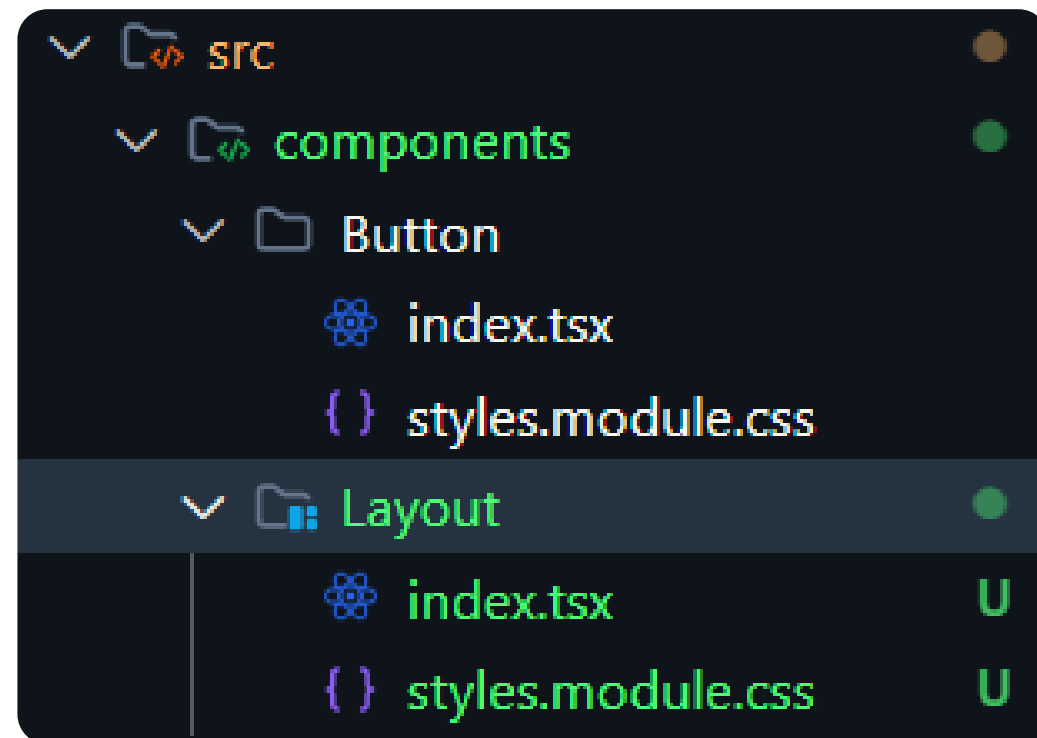 src
components
Button
index.tsx
styles.module.css
Layout
index.tsx U
styles.module.css U